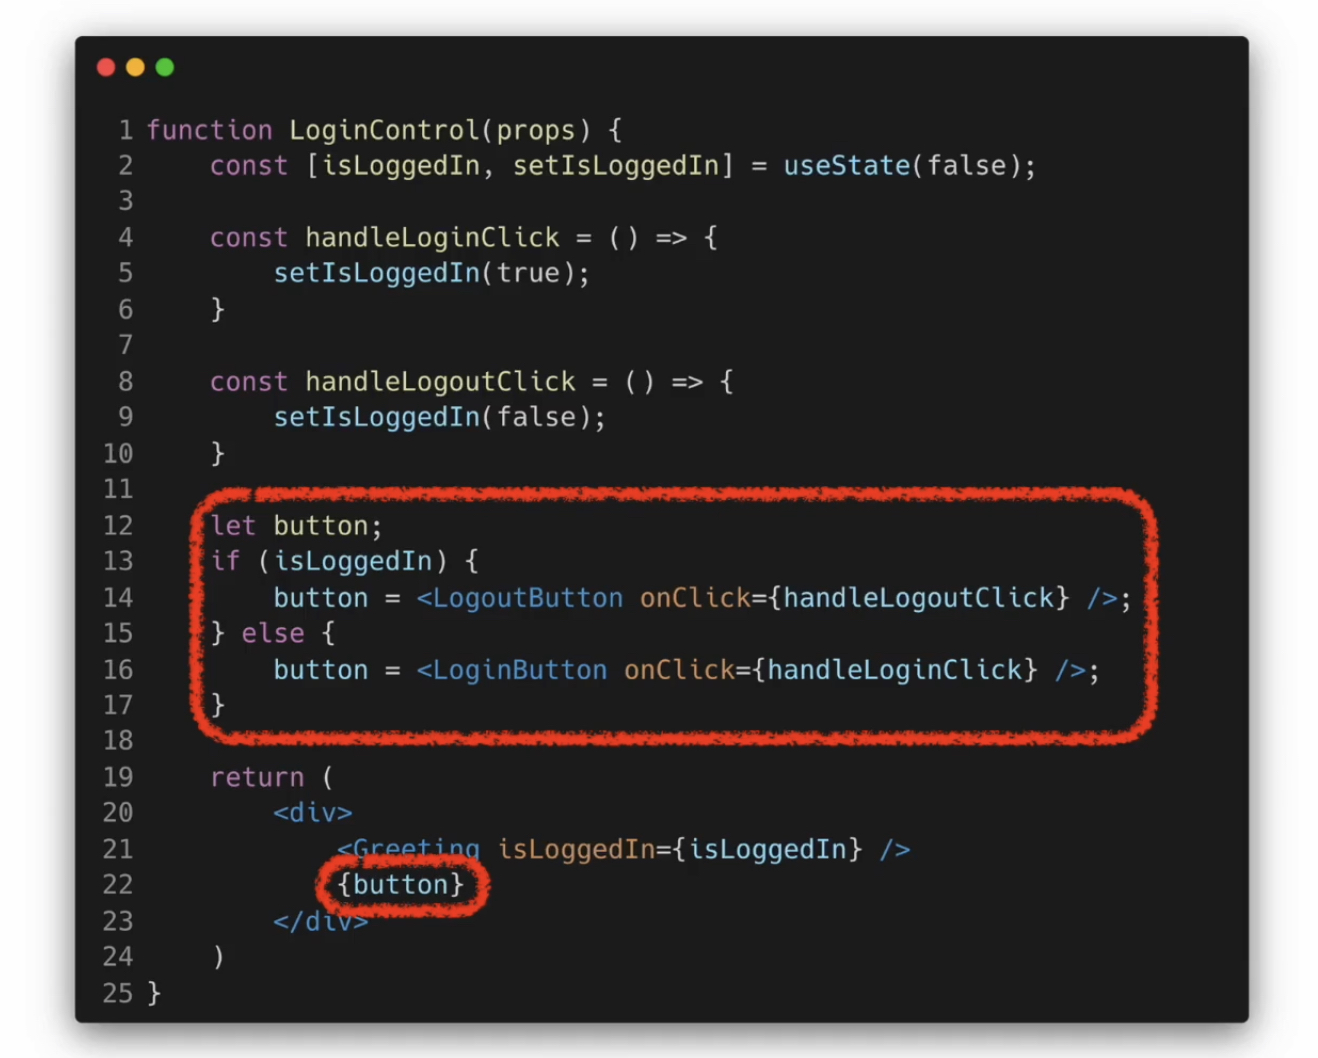 1 function LoginControl(props) {
2 const [isLoggedIn, setIsLoggedIn] = useState(false);
3
4 const handleLoginClick = () => {
5 setIsLoggedIn(true);
6 }
7
8 const handleLogoutClick = () => {
9 setIsLoggedIn(false);
10 }
11
12 let button;
13 if (isLoggedIn) {
14 button = <LogoutButton onClick={handleLogoutClick} />;
15 } else {
16 button = <LoginButton onClick={handleLoginClick} />;
17 }
18
19 return (
20 <div>
21 <Greeting isLoggedIn={isLoggedIn} />
22 {button}
23 </div>
24 )
25 }